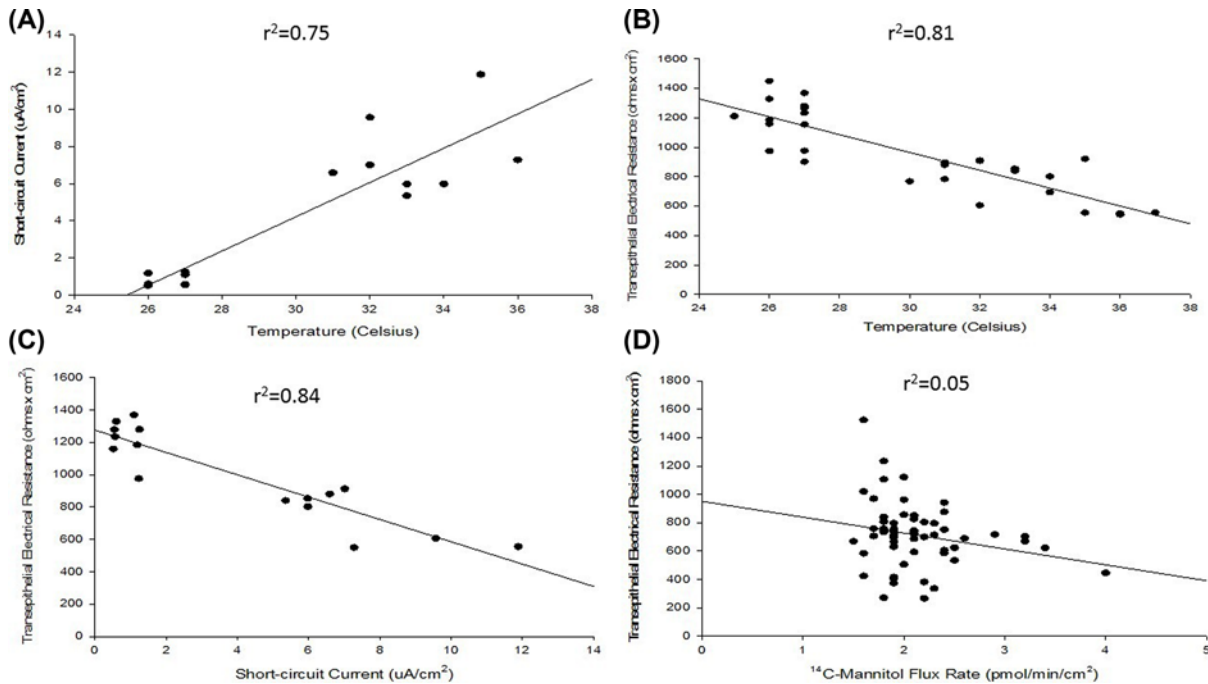 (A)
r²=0.75
Short-circuit Current (uA/cm²)
14
12
10
8
6
4
2
0
24 26 28 30 32 34 36 38
Temperature (Celsius)
(B)
r²=0.81
Transepithelial Electrical Resistance (ohms x cm²)
1600
1400
1200
1000
800
600
400
200
0
24 26 28 30 32 34 36 38
Temperature (Celsius)
(C)
r²=0.84
Transepithelial Electrical Resistance (ohms x cm²)
1600
1400
1200
1000
800
600
400
200
0
0 2 4 6 8 10 12 14
Short-circuit Current (uA/cm²)
(D)
r²=0.05
Transepithelial Electrical Resistance (ohms x cm²)
1800
1600
1400
1200
1000
800
600
400
200
0
0 1 2 3 4 5
¹⁴C-Mannitol Flux Rate (pmol/min/cm²)